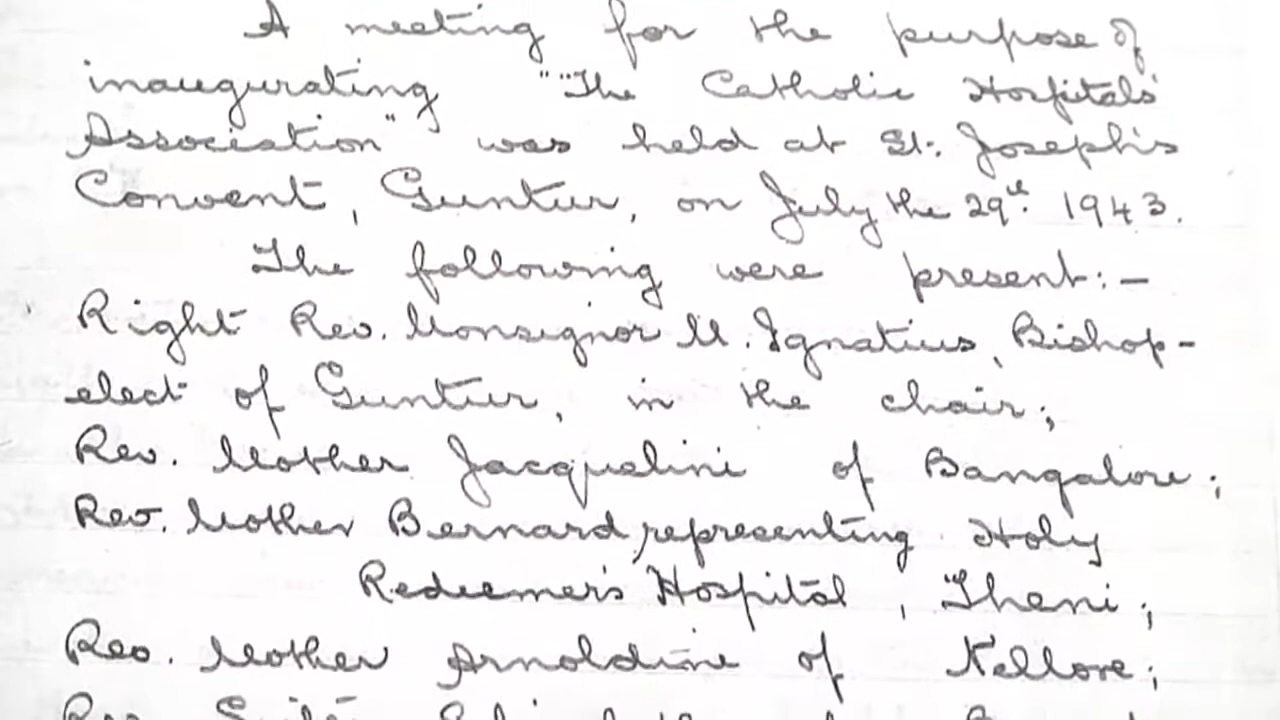 A meeting for the purpose of
inaugurating ""The Catholic Hospitals'
Association" was held at St. Joseph's
Convent, Guntur, on July the 29th. 1943.
The following were present:-
Right Rev. Monsignor M. Ignatius, Bishop-
elect of Guntur, in the chair;
Rev. Mother Jacqueline of Bangalore;
Rev. Mother Bernard, representing Holy
Redeemer's Hospital, Theni;
Rev. Mother Arnoldine of Nellore;